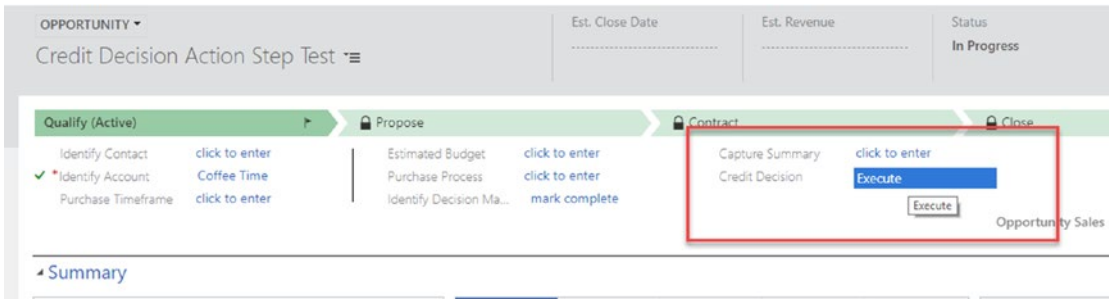 OPPORTUNITY
Credit Decision Action Step Test
Est. Close Date
Est. Revenue
Status
In Progress
Qualify (Active)
Propose
Contract
Close
Identify Contact click to enter
*Identify Account Coffee Time
Purchase Timeframe click to enter
Estimated Budget click to enter
Purchase Process click to enter
Identify Decision Ma... mark complete
Capture Summary click to enter
Credit Decision Execute
Execute
Opportunity Sales
Summary